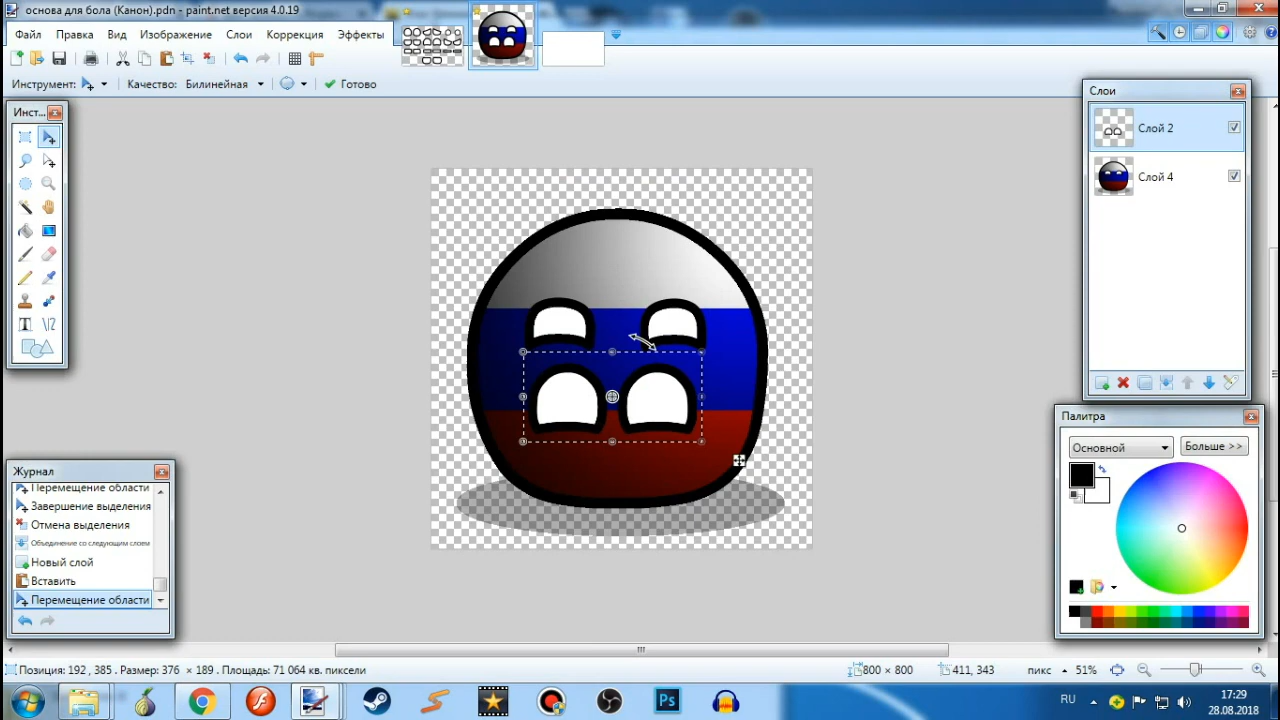 основа для бола (Канон).pdn - paint.net версия 4.0.19
Файл Правка Вид Изображение Слои Коррекция Эффекты
Инструмент: Качество: Билинейная Готово
Инст...
Слои
Слой 2
Слой 4
Палитра
Основной Больше >>
Журнал
Перемещение области
Завершение выделения
Отмена выделения
Объединение со следующим слоем
Новый слой
Вставить
Перемещение области
Позиция: 192 , 385 . Размер: 376 × 189 . Площадь: 71 064 кв. пиксели 800 × 800 411, 343 пикс 51%
Ps
RU 17:29
28.08.2018